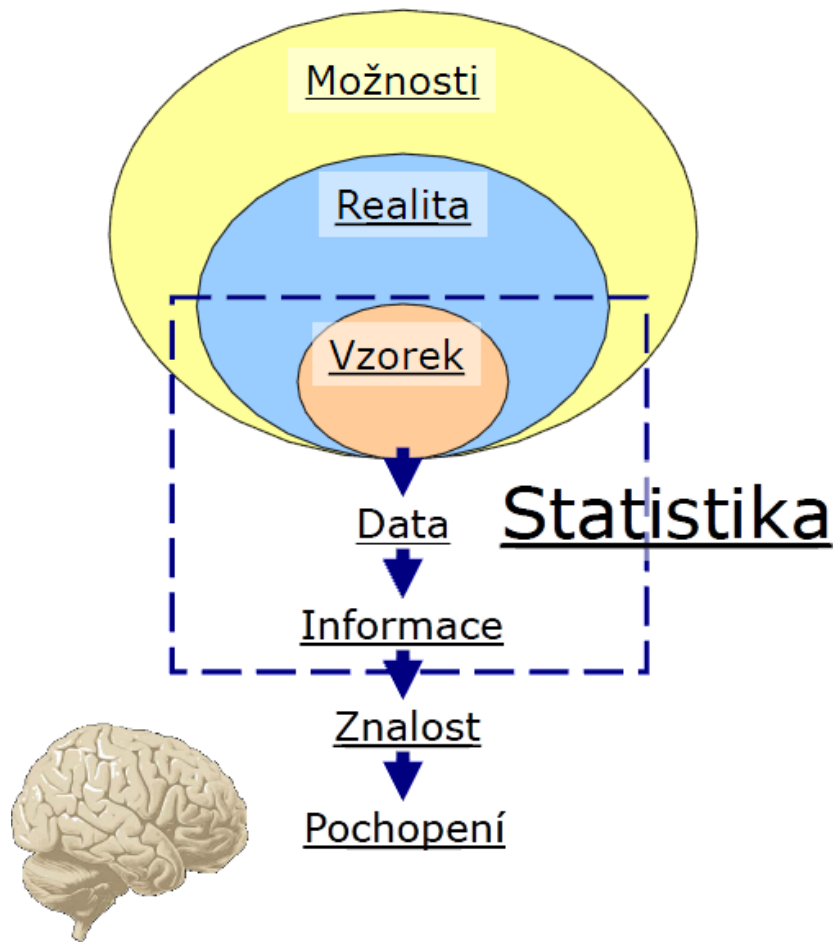 Možnosti
Realita
Vzorek
Statistika
Data
Informace
Znalost
Pochopení